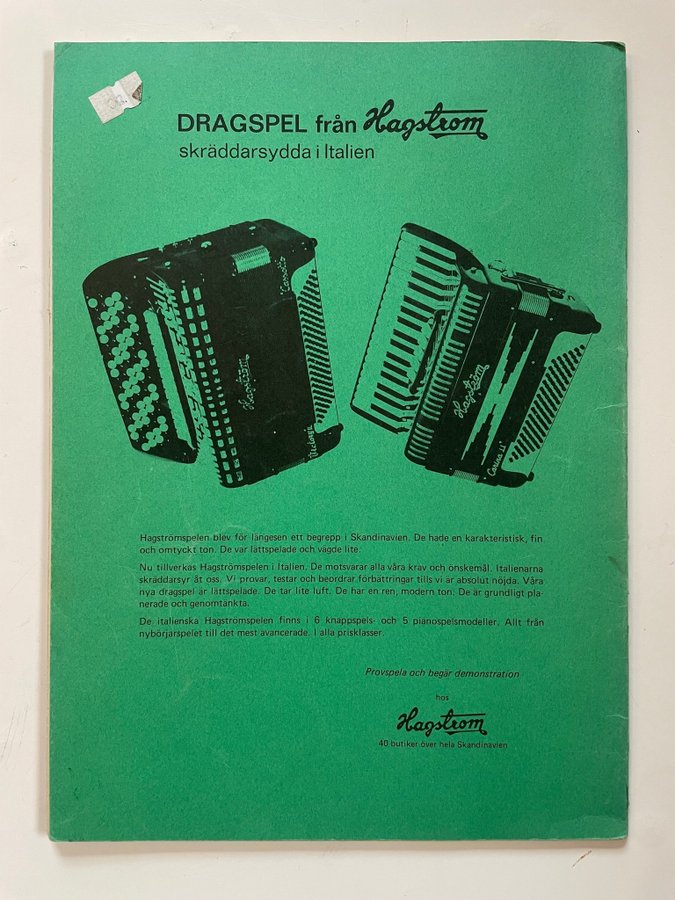 DRAGSPEL från Hagstrom
skräddarsydda i Italien
Hagström
Hagström
Corina II
Hagströmspelen blev för längesen ett begrepp i Skandinavien. De hade en karakteristisk, fin
och omtyckt ton. De var lättspelade och vägde lite.
Nu tillverkas Hagströmspelen i Italien. De motsvarar alla våra krav och önskemål. Italienarna
skräddarsyr åt oss. Vi provar, testar och beordrar förbättringar tills vi är absolut nöjda. Våra
nya dragspel är lättspelade. De tar lite luft. De har en ren, modern ton. De är grundligt pla-
nerade och genomtänkta.
De italienska Hagströmspelen finns i 6 knappspels- och 5 pianospelsmodeller. Allt från
nybörjarspelet till det mest avancerade. I alla prisklasser.
Provspela och begär demonstration
hos
Hagstrom
40 butiker över hela Skandinavien